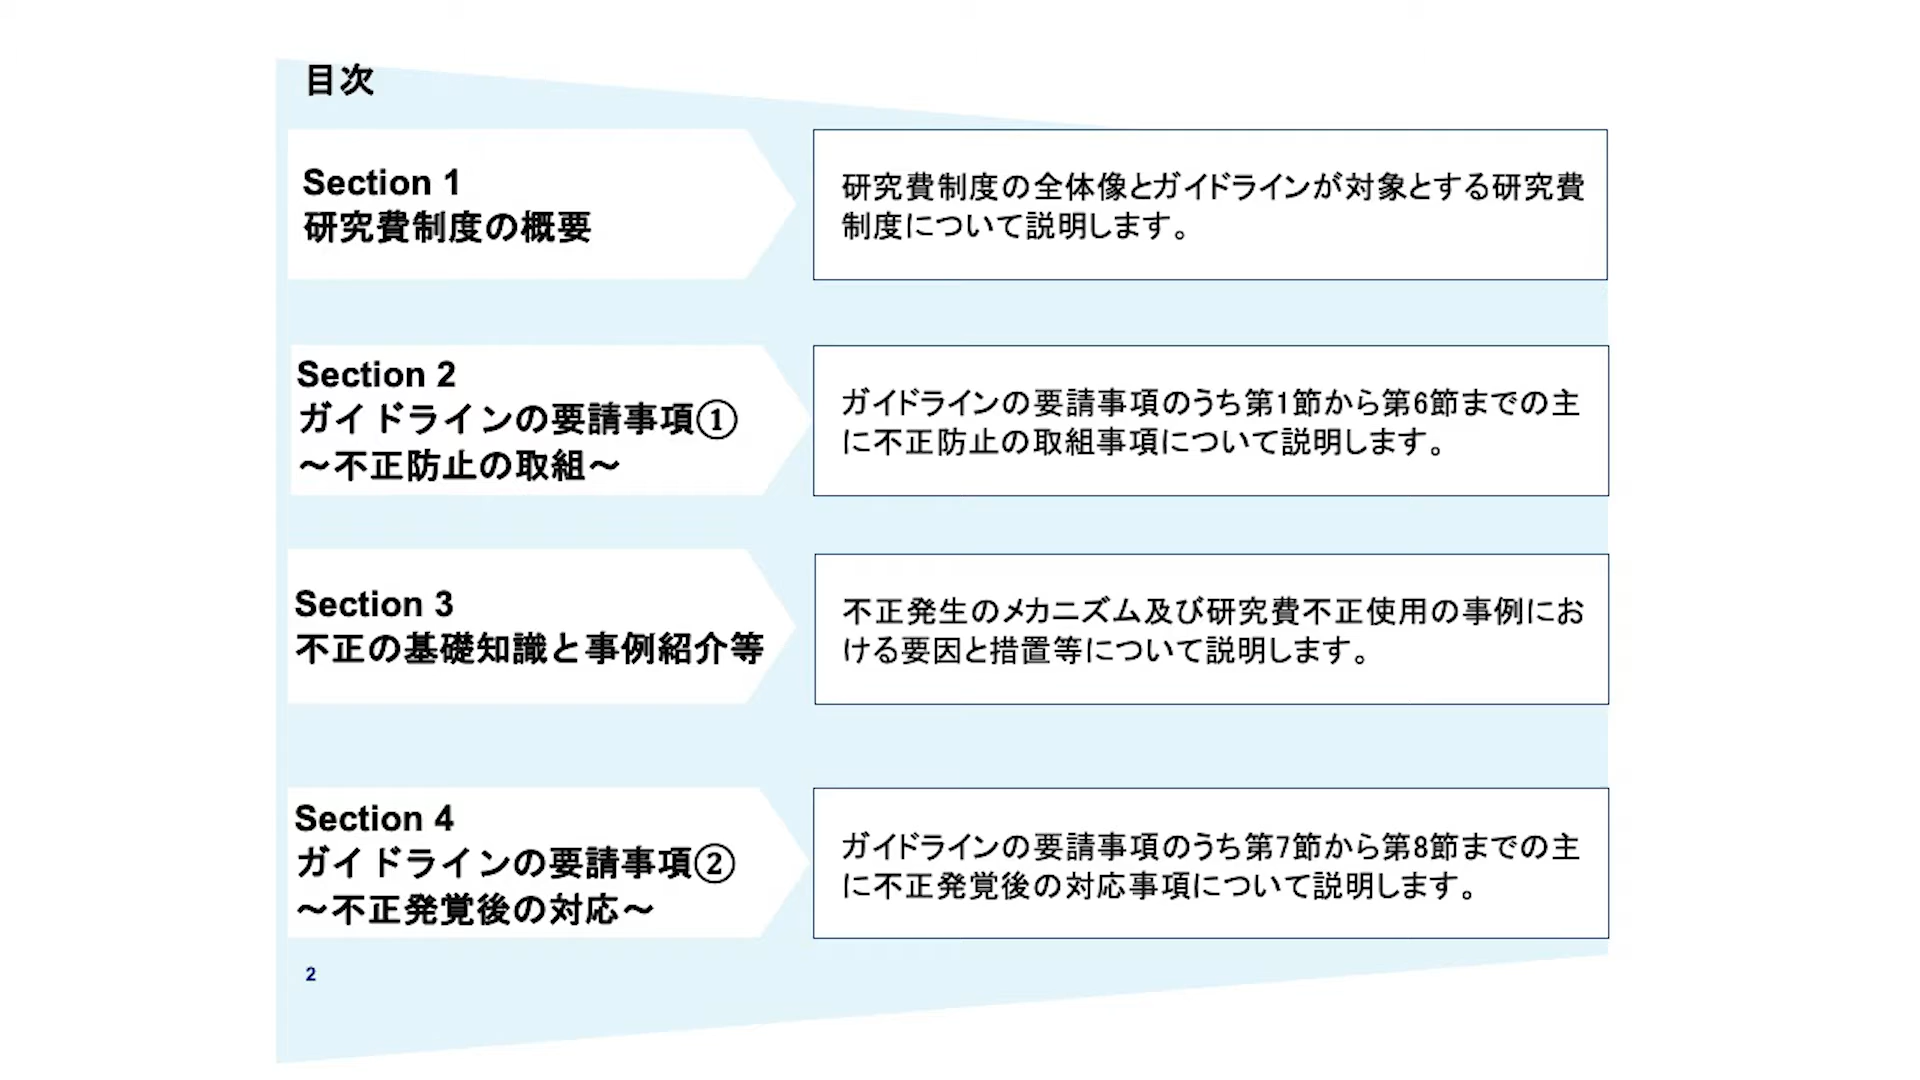 目次
Section 1
研究費制度の概要
研究費制度の全体像とガイドラインが対象とする研究費
制度について説明します。
Section 2
ガイドラインの要請事項①
～不正防止の取組～
ガイドラインの要請事項のうち第1節から第6節までの主
に不正防止の取組事項について説明します。
Section 3
不正の基礎知識と事例紹介等
不正発生のメカニズム及び研究費不正使用の事例にお
ける要因と措置等について説明します。
Section 4
ガイドラインの要請事項②
～不正発覚後の対応～
ガイドラインの要請事項のうち第7節から第8節までの主
に不正発覚後の対応事項について説明します。
2